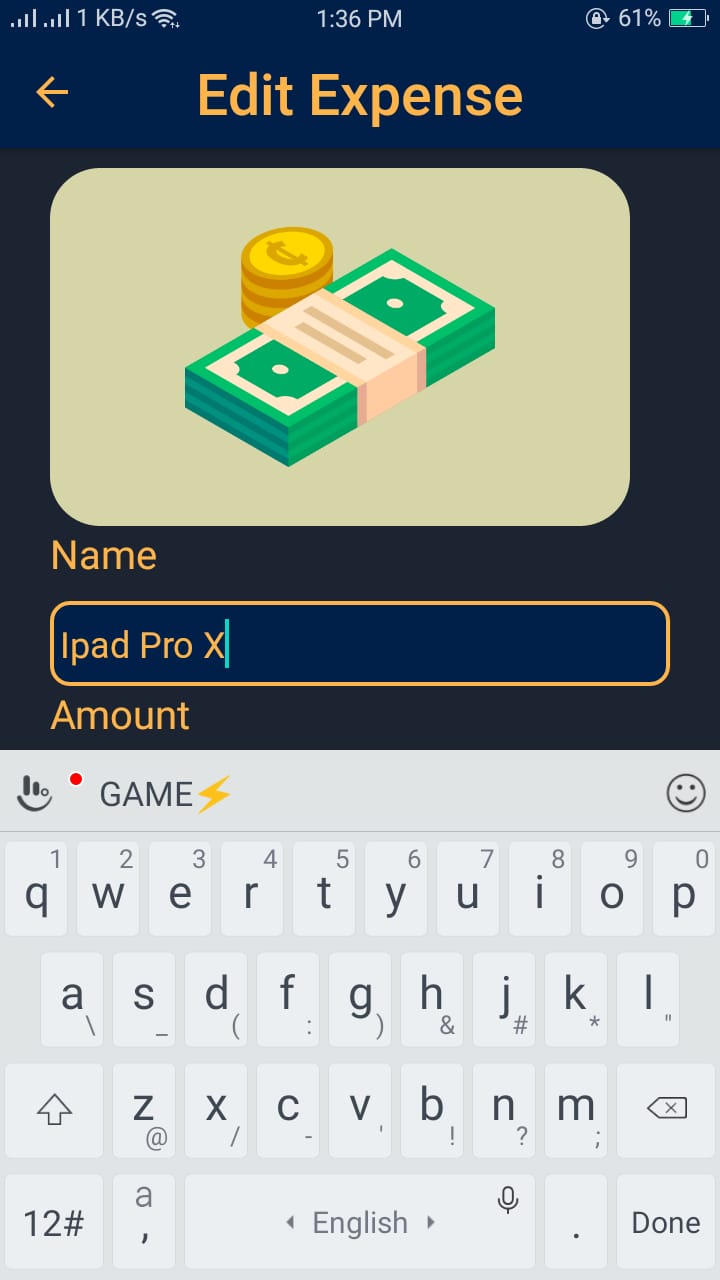 1 KB/s 1:36 PM 61%
Edit Expense
Name
Ipad Pro X
Amount
GAME⚡
1 2 3 4 5 6 7 8 9 0
q w e r t y u i o p
a s d f g h j k l
\ _ ( : ) & # * "
z x c v b n m
@ / - ' ! ? ;
12# a , English . Done